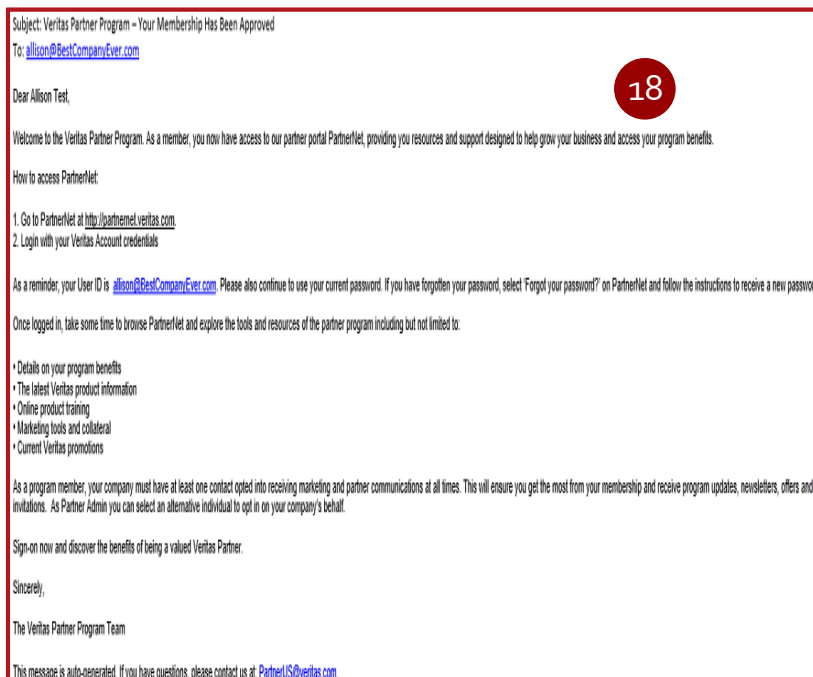 Subject: Veritas Partner Program – Your Membership Has Been Approved
To: allison@BestCompanyEver.com
18
Dear Allison Test,
Welcome to the Veritas Partner Program. As a member, you now have access to our partner portal PartnerNet, providing you resources and support designed to help grow your business and access your program benefits.
How to access PartnerNet:
1. Go to PartnerNet at http://partnernet.veritas.com.
2. Login with your Veritas Account credentials
As a reminder, your User ID is allison@BestCompanyEver.com. Please also continue to use your current password. If you have forgotten your password, select 'Forgot your password?' on PartnerNet and follow the instructions to receive a new passwo
Once logged in, take some time to browse PartnerNet and explore the tools and resources of the partner program including but not limited to:
• Details on your program benefits
• The latest Veritas product information
• Online product training
• Marketing tools and collateral
• Current Veritas promotions
As a program member, your company must have at least one contact opted into receiving marketing and partner communications at all times. This will ensure you get the most from your membership and receive program updates, newsletters, offers and
invitations. As Partner Admin you can select an alternative individual to opt in on your company's behalf.
Sign-on now and discover the benefits of being a valued Veritas Partner.
Sincerely,
The Veritas Partner Program Team
This message is auto-generated. If you have questions, please contact us at: PartnerUS@veritas.com.